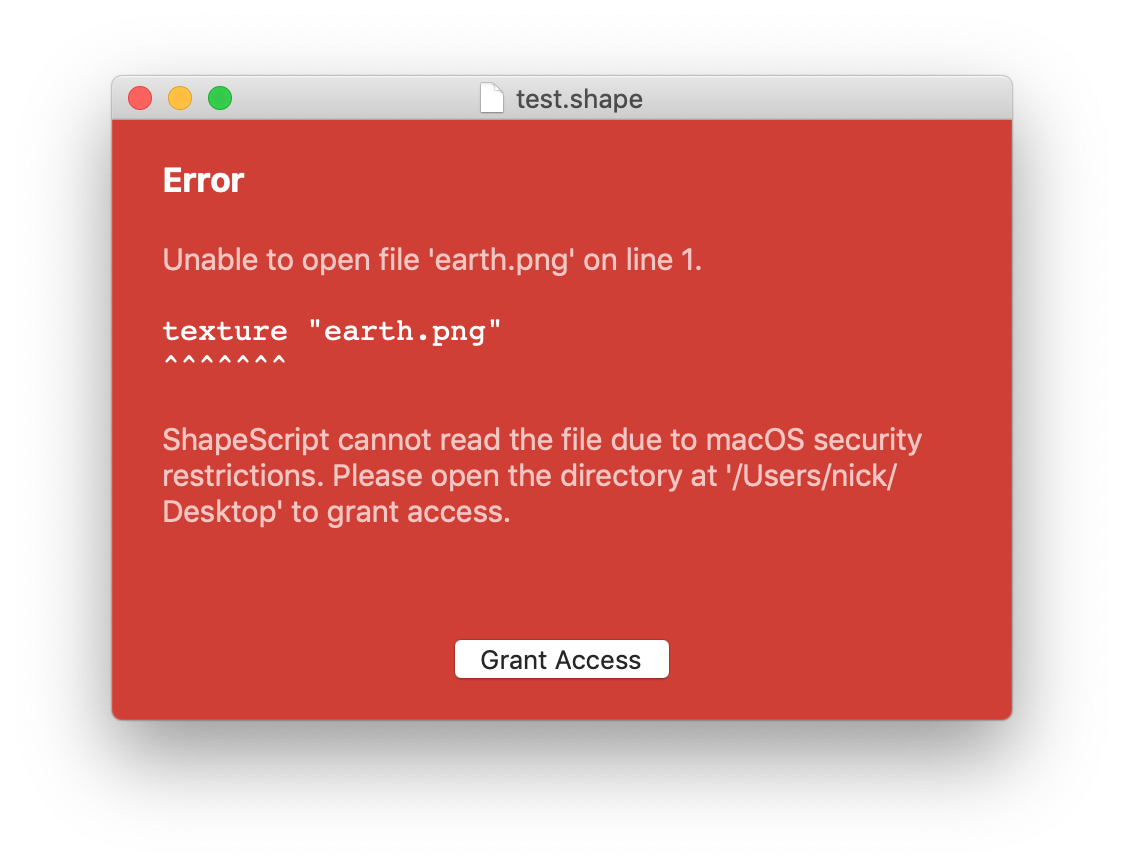 test.shape
Error
Unable to open file 'earth.png' on line 1.
texture "earth.png"
^^^^^^^
ShapeScript cannot read the file due to macOS security
restrictions. Please open the directory at '/Users/nick/
Desktop' to grant access.
Grant Access